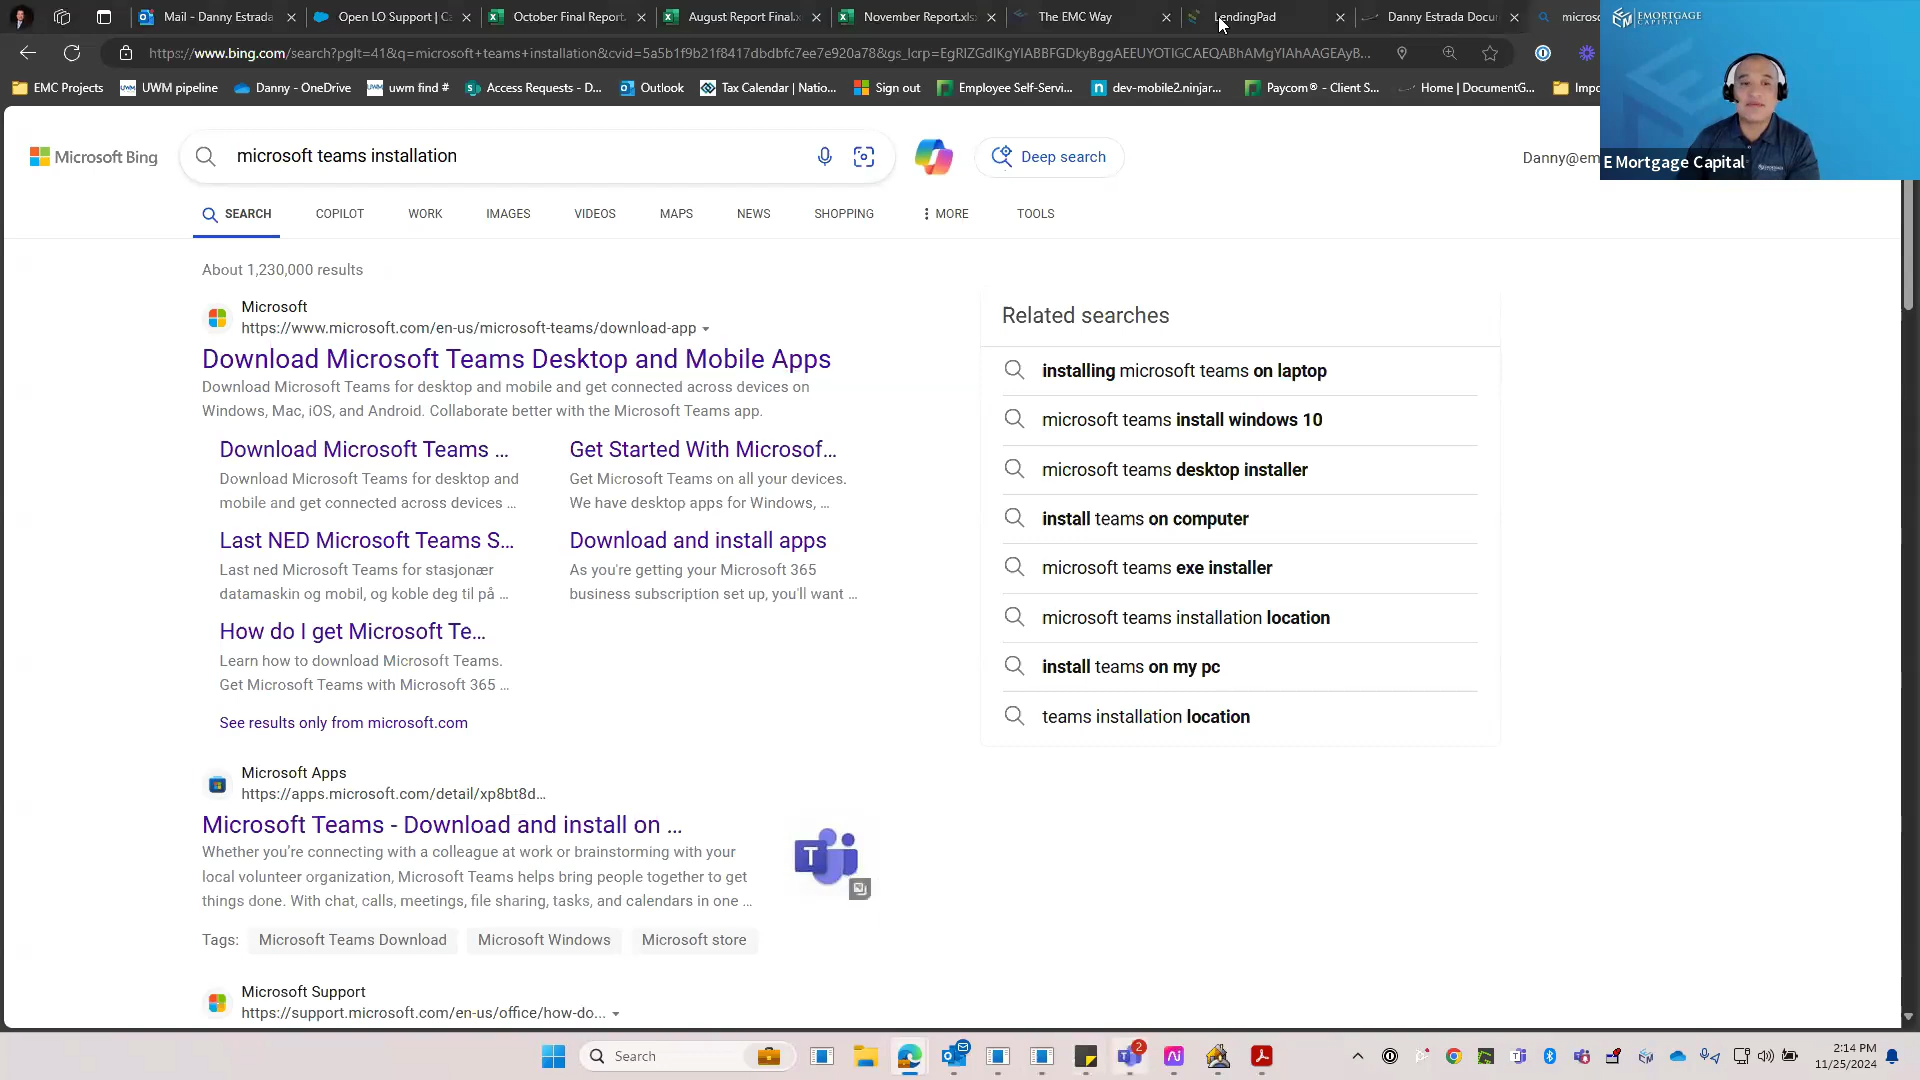 Mail - Danny Estrada
Open LO Support | C
October Final Report.
August Report Final.x
November Report.xls
The EMC Way
LendingPad
Danny Estrada Docu
micros
https://www.bing.com/search?pglt=41&q=microsoft+teams+installation&cvid=5a5b1f9b21f8417dbdbfc7ee7e920a78&gs_lcrp=EgRlZGdlKgYIABBFGDkyBggAEEUYOTIGCAEQABhAMgYIAhAAGEAyB...
EMC Projects
UWM pipeline
Danny - OneDrive
uwm find #
Access Requests - D...
Outlook
Tax Calendar | Natio...
Sign out
Employee Self-Servi...
dev-mobile2.ninjar...
Paycom® - Client S...
Home | DocumentG...
Impo
EMORTGAGE
CAPITAL
E Mortgage Capital
Microsoft Bing
microsoft teams installation
Deep search
Danny@em
SEARCH
COPILOT
WORK
IMAGES
VIDEOS
MAPS
NEWS
SHOPPING
MORE
TOOLS
About 1,230,000 results
Microsoft
https://www.microsoft.com/en-us/microsoft-teams/download-app
Download Microsoft Teams Desktop and Mobile Apps
Download Microsoft Teams for desktop and mobile and get connected across devices on
Windows, Mac, iOS, and Android. Collaborate better with the Microsoft Teams app.
Download Microsoft Teams ...
Download Microsoft Teams for desktop and
mobile and get connected across devices ...
Get Started With Microsof...
Get Microsoft Teams on all your devices.
We have desktop apps for Windows, ...
Last NED Microsoft Teams S...
Last ned Microsoft Teams for stasjonær
datamaskin og mobil, og koble deg til på ...
Download and install apps
As you're getting your Microsoft 365
business subscription set up, you'll want ...
How do I get Microsoft Te...
Learn how to download Microsoft Teams.
Get Microsoft Teams with Microsoft 365 ...
See results only from microsoft.com
Microsoft Apps
https://apps.microsoft.com/detail/xp8bt8d...
Microsoft Teams - Download and install on ...
Whether you're connecting with a colleague at work or brainstorming with your
local volunteer organization, Microsoft Teams helps bring people together to get
things done. With chat, calls, meetings, file sharing, tasks, and calendars in one ...
T
Tags:
Microsoft Teams Download
Microsoft Windows
Microsoft store
Microsoft Support
https://support.microsoft.com/en-us/office/how-do...
Related searches
installing microsoft teams on laptop
microsoft teams install windows 10
microsoft teams desktop installer
install teams on computer
microsoft teams exe installer
microsoft teams installation location
install teams on my pc
teams installation location
Search
2
2:14 PM
11/25/2024